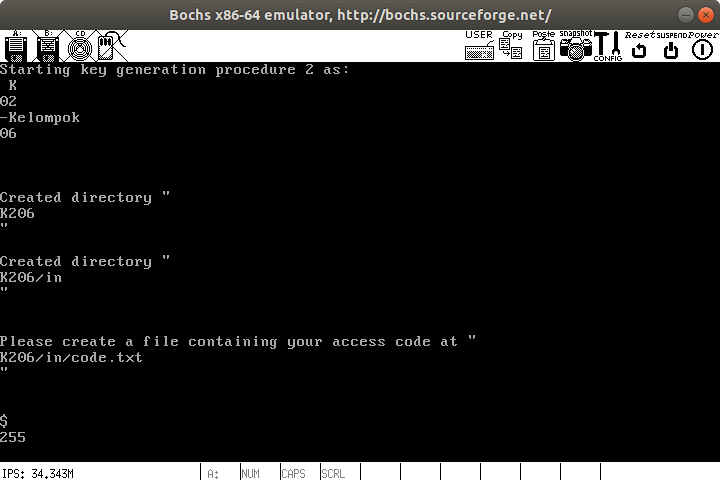 Bochs x86-64 emulator, http://bochs.sourceforge.net/
A: B: CD USER Copy Paste Snapshot CONFIG Reset SUSPEND Power
Starting key generation procedure 2 as:
K
02
-Kelompok
06
Created directory "
K206
"
Created directory "
K206/in
"
Please create a file containing your access code at "
K206/in/code.txt
"
$
255
IPS: 34.343M A: NUM CAPS SCRL